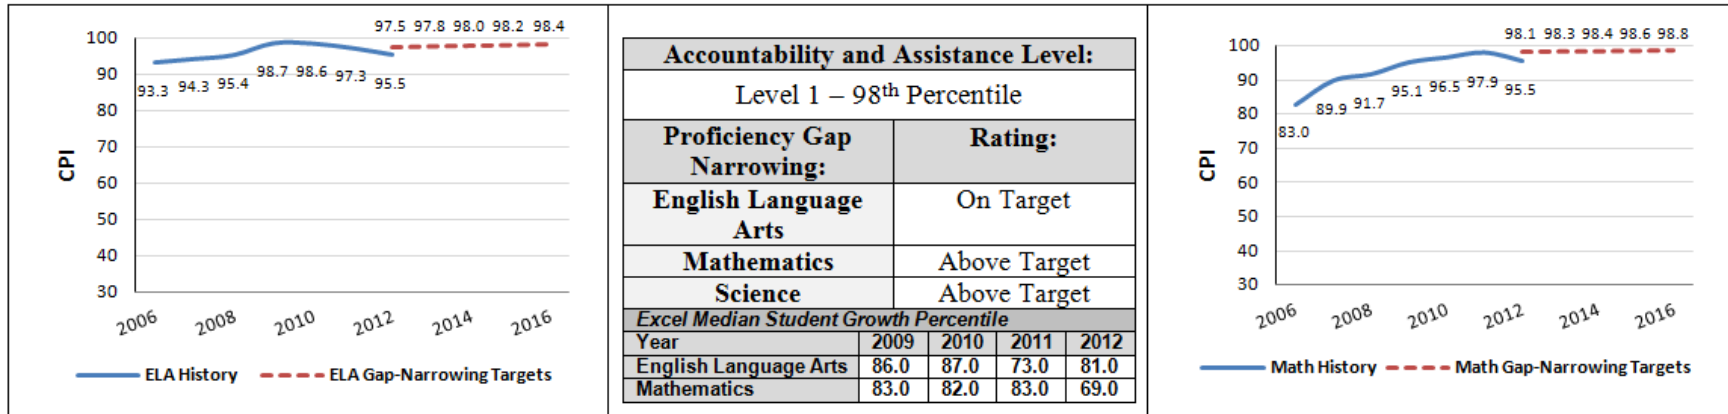 97.5 97.8 98.0 98.2 98.4
100
90
80
70
60
50
40
30
CPI
93.3 94.3 95.4 98.7 98.6 97.3 95.5
2006 2008 2010 2012 2014 2016
ELA History ELA Gap-Narrowing Targets
Accountability and Assistance Level:
Level 1 – 98th Percentile
Proficiency Gap
Narrowing:
Rating:
English Language
Arts
On Target
Mathematics Above Target
Science Above Target
Excel Median Student Growth Percentile
Year 2009 2010 2011 2012
English Language Arts 86.0 87.0 73.0 81.0
Mathematics 83.0 82.0 83.0 69.0
98.1 98.3 98.4 98.6 98.8
100
90
80
70
60
50
40
30
CPI
83.0 89.9 91.7 95.1 96.5 97.9 95.5
2006 2008 2010 2012 2014 2016
Math History Math Gap-Narrowing Targets